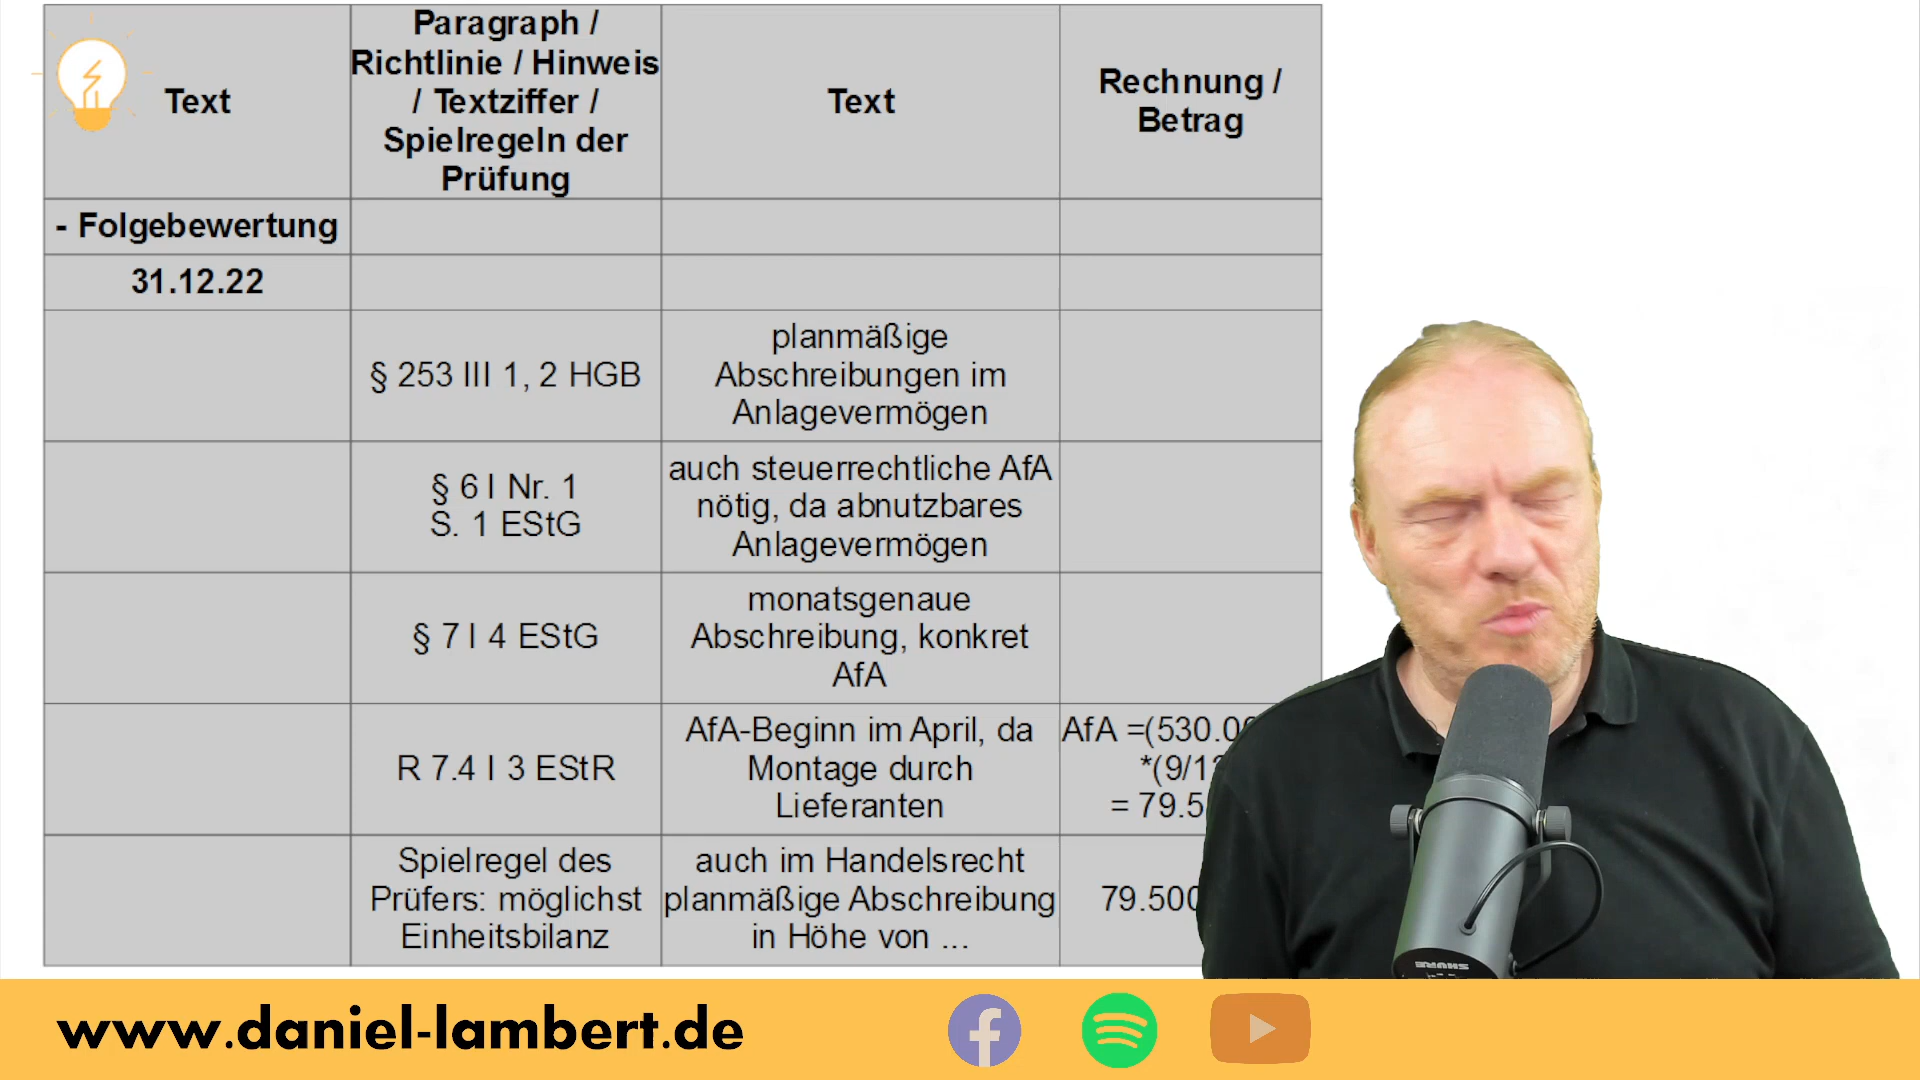 Text
Paragraph /
Richtlinie / Hinweis
/ Textziffer /
Spielregeln der
Prüfung
Text
Rechnung /
Betrag
- Folgebewertung
31.12.22
§ 253 III 1, 2 HGB
planmäßige
Abschreibungen im
Anlagevermögen
§ 6 I Nr. 1
S. 1 EStG
auch steuerrechtliche AfA
nötig, da abnutzbares
Anlagevermögen
§ 7 I 4 EStG
monatsgenaue
Abschreibung, konkret
AfA
R 7.4 I 3 EStR
AfA-Beginn im April, da
Montage durch
Lieferanten
AfA =(530.0
*(9/1
= 79.5
Spielregel des
Prüfers: möglichst
Einheitsbilanz
auch im Handelsrecht
planmäßige Abschreibung
in Höhe von ...
79.500
SHURE
www.daniel-lambert.de